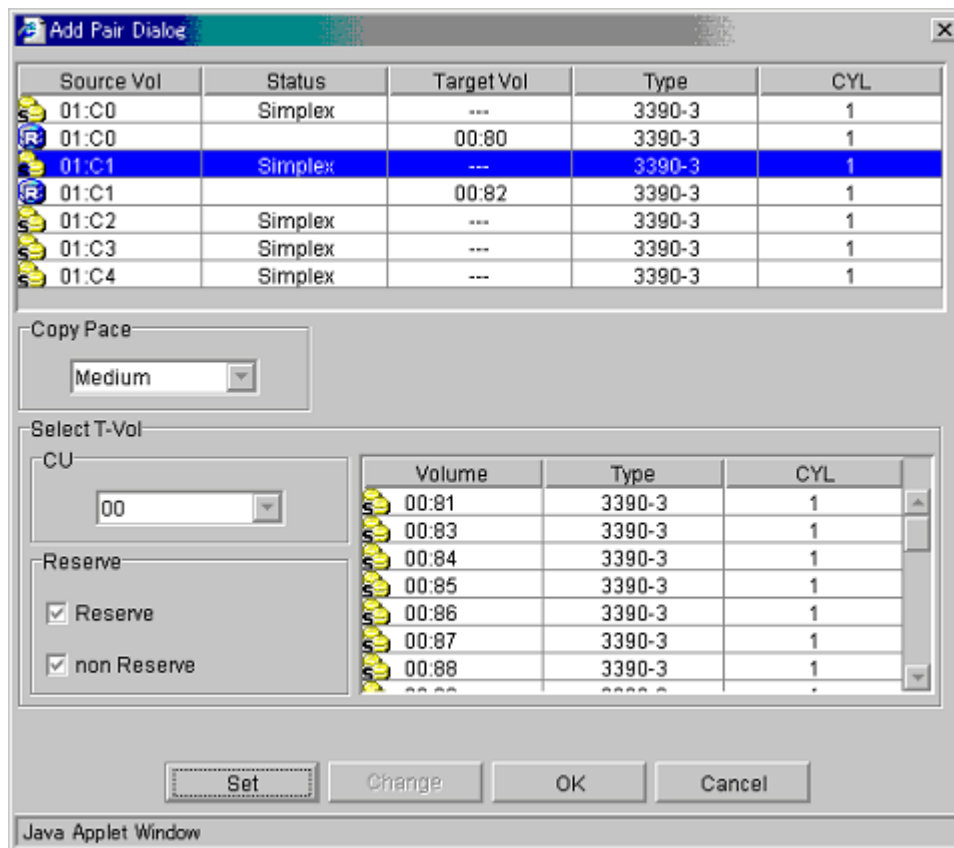 Add Pair Dialog
Source Vol Status Target Vol Type CYL
S 01:C0 Simplex --- 3390-3 1
R 01:C0 00:80 3390-3 1
01:C1 Simplex --- 3390-3 1
R 01:C1 00:82 3390-3 1
S 01:C2 Simplex --- 3390-3 1
S 01:C3 Simplex --- 3390-3 1
S 01:C4 Simplex --- 3390-3 1
Copy Pace
Medium
Select T-Vol
CU
00
Reserve
Reserve
non Reserve
Volume Type CYL
S 00:81 3390-3 1
S 00:83 3390-3 1
S 00:84 3390-3 1
S 00:85 3390-3 1
S 00:86 3390-3 1
S 00:87 3390-3 1
S 00:88 3390-3 1
Set Change OK Cancel
Java Applet Window